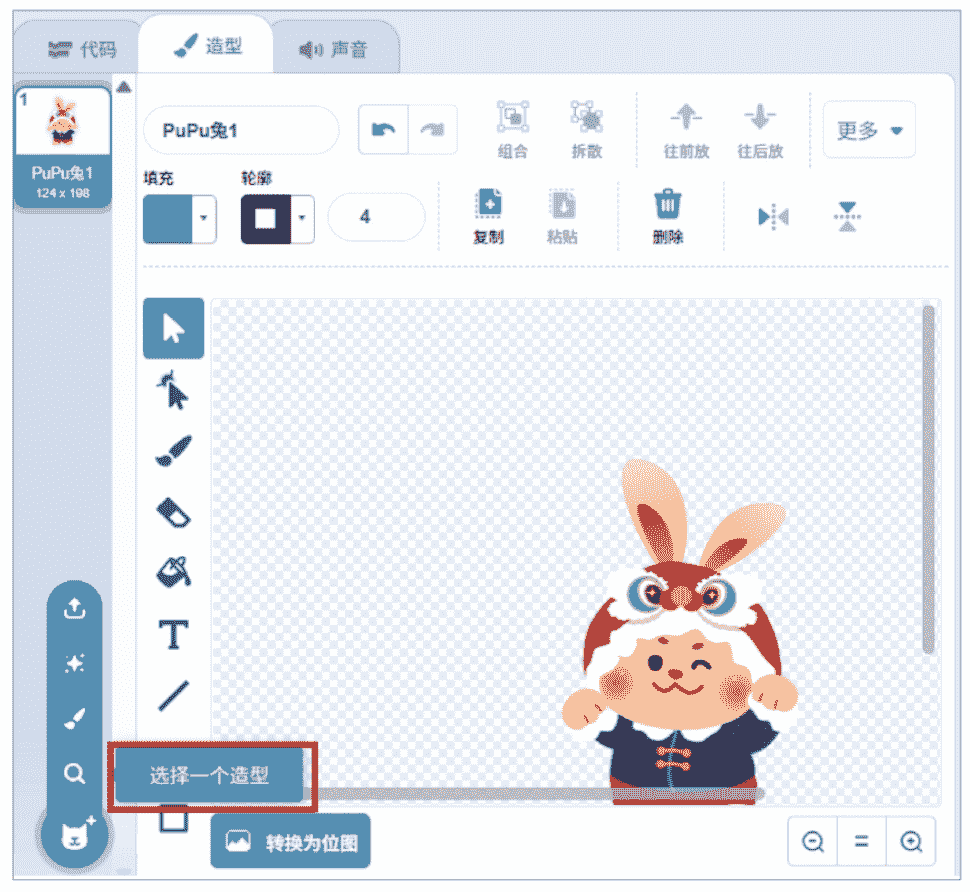 代码
造型
声音
1
PuPu兔1
124 x 198
PuPu兔1
组合
拆散
往前放
往后放
更多
填充
轮廓
4
复制
粘贴
删除
T
选择一个造型
转换为位图